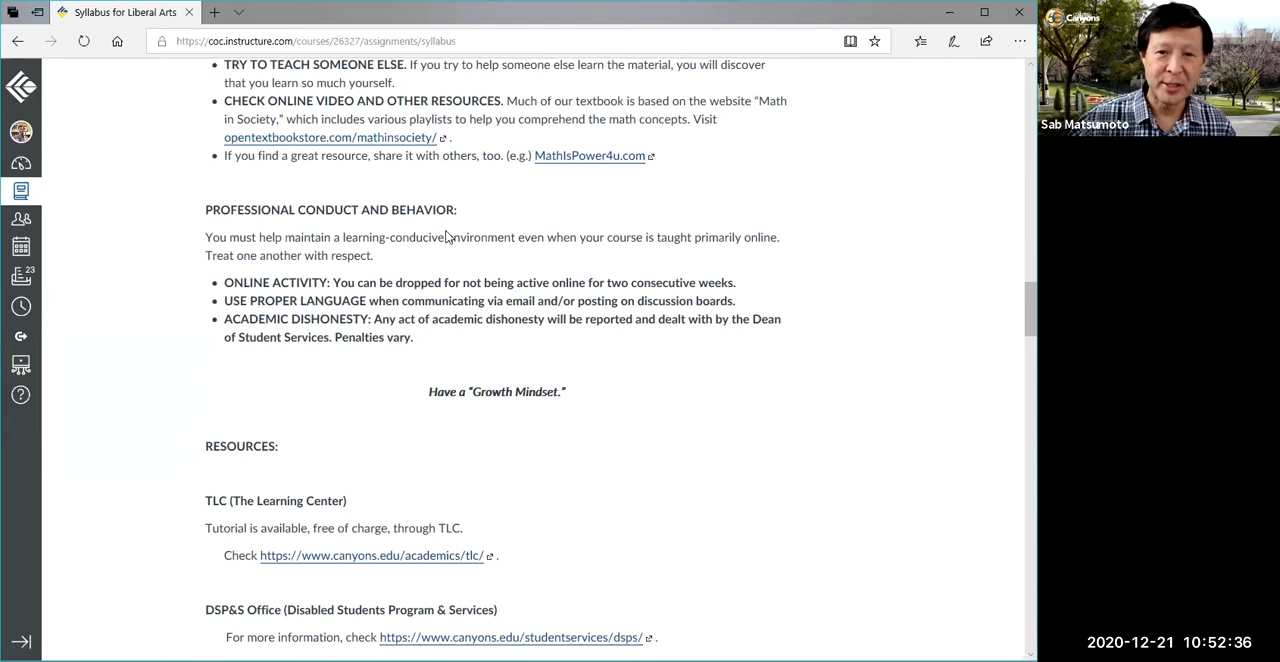 Syllabus for Liberal Arts
https://coc.instructure.com/courses/26327/assignments/syllabus
Canyons
Sab Matsumoto
TRY TO TEACH SOMEONE ELSE. If you try to help someone else learn the material, you will discover
that you learn so much yourself.
CHECK ONLINE VIDEO AND OTHER RESOURCES. Much of our textbook is based on the website “Math
in Society,” which includes various playlists to help you comprehend the math concepts. Visit
opentextbookstore.com/mathinsociety/ .
If you find a great resource, share it with others, too. (e.g.) MathIsPower4u.com
PROFESSIONAL CONDUCT AND BEHAVIOR:
You must help maintain a learning-conducive environment even when your course is taught primarily online.
Treat one another with respect.
ONLINE ACTIVITY: You can be dropped for not being active online for two consecutive weeks.
USE PROPER LANGUAGE when communicating via email and/or posting on discussion boards.
23
ACADEMIC DISHONESTY: Any act of academic dishonesty will be reported and dealt with by the Dean
of Student Services. Penalties vary.
Have a “Growth Mindset.”
RESOURCES:
TLC (The Learning Center)
Tutorial is available, free of charge, through TLC.
Check https://www.canyons.edu/academics/tlc/ .
DSP&S Office (Disabled Students Program & Services)
For more information, check https://www.canyons.edu/studentservices/dsps/ .
2020-12-21 10:52:36